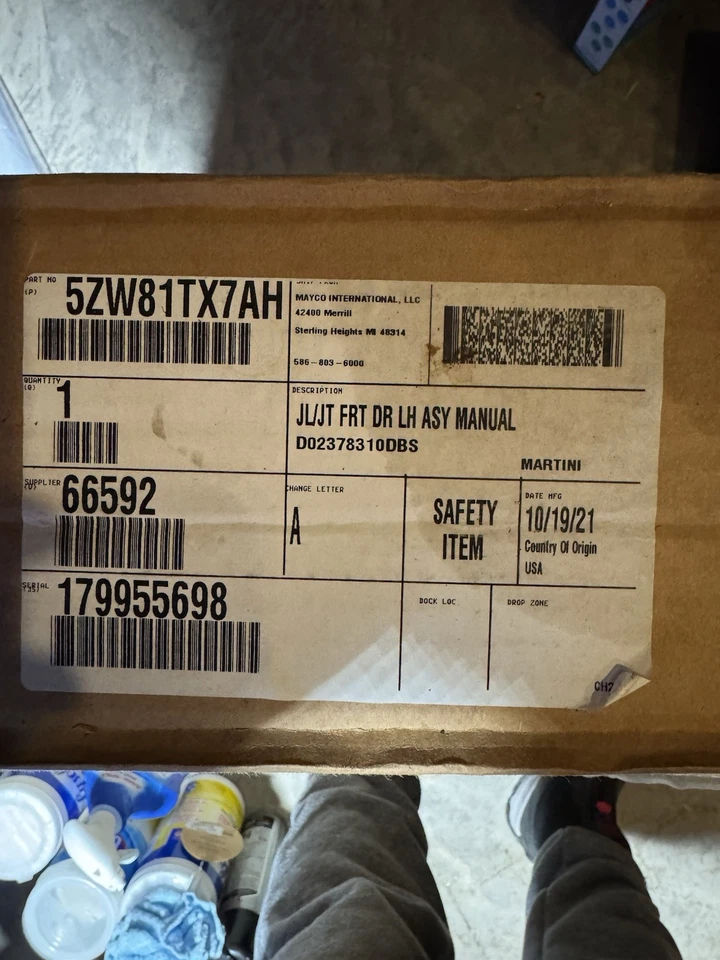 PART NO
(P)
5ZW81TX7AH
SHIP FROM
MAYCO INTERNATIONAL, LLC
42400 Merrill
Sterling Heights MI 48314
586-803-6000
QUANTITY
(Q)
1
DESCRIPTION
JL/JT FRT DR LH ASY MANUAL
D02378310DBS
MARTINI
SUPPLIER
(V)
66592
CHANGE LETTER
A
SAFETY
ITEM
DATE MFG
10/19/21
Country Of Origin
USA
SERIAL
179955698
DOCK LOC
DROP ZONE